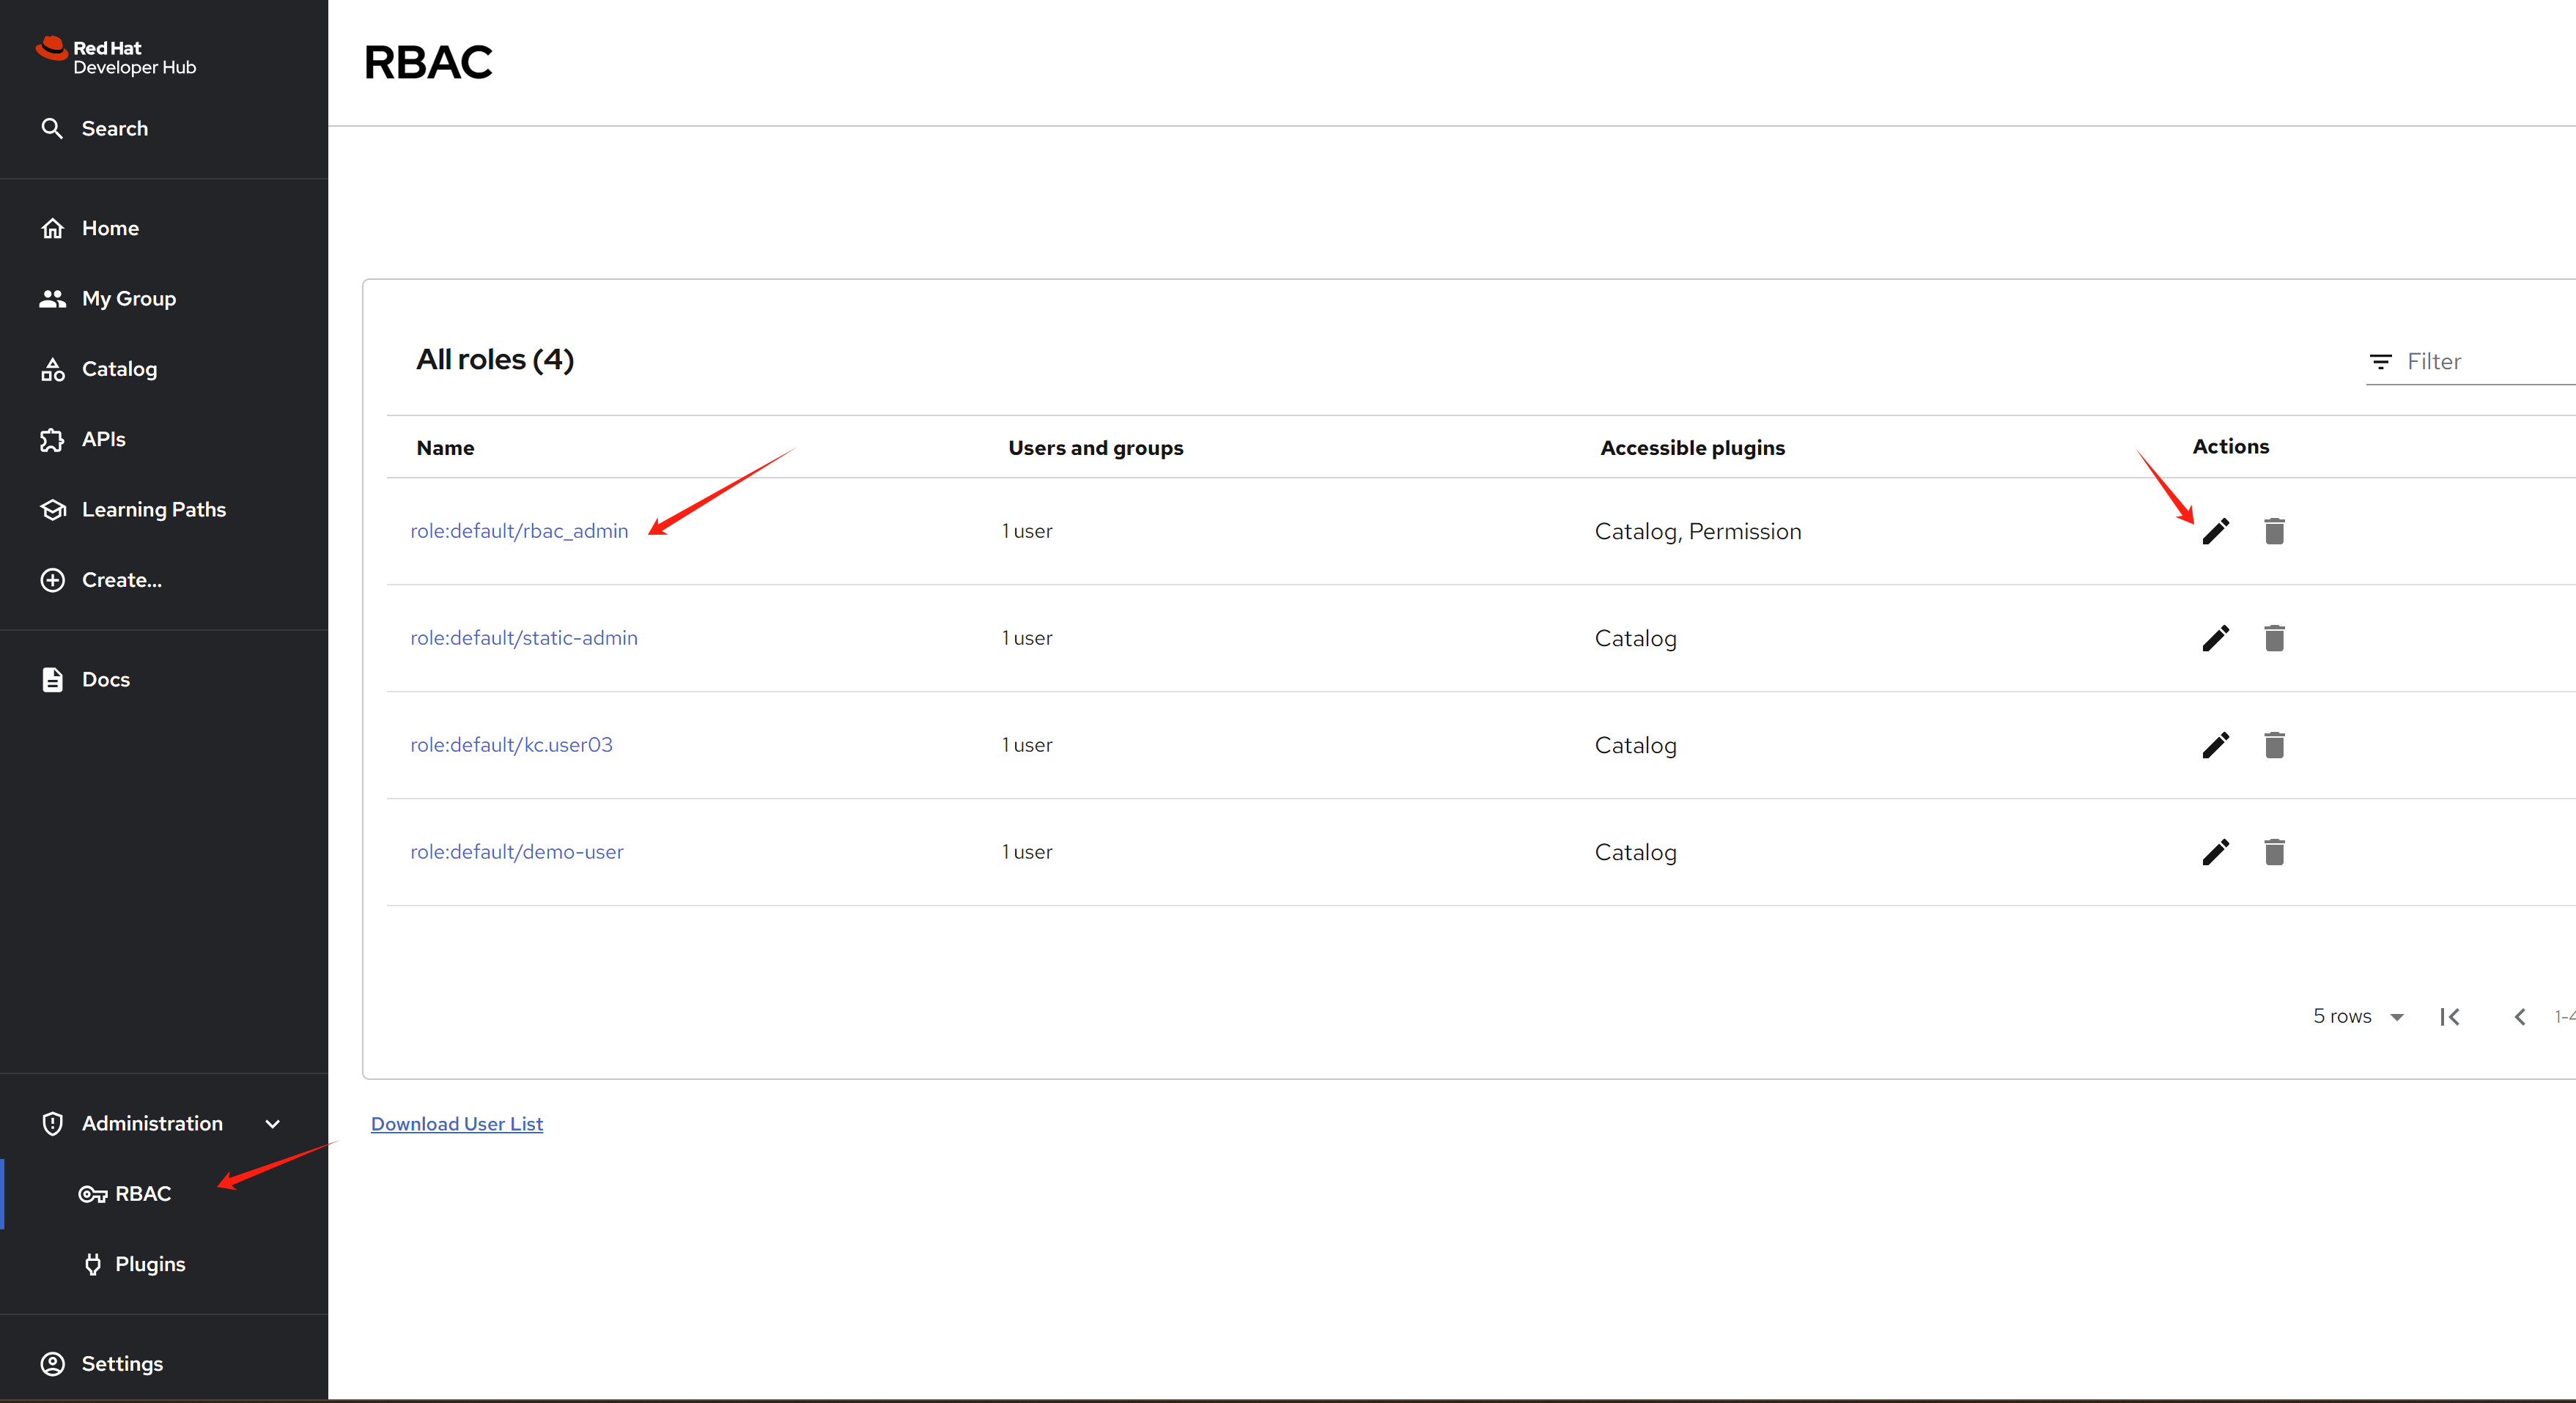 Red Hat
Developer Hub
Search
Home
My Group
Catalog
APIs
Learning Paths
Create...
Docs
Administration
RBAC
Plugins
Settings
RBAC
All roles (4)
Filter
Name Users and groups Accessible plugins Actions
role:default/rbac_admin 1 user Catalog, Permission
role:default/static-admin 1 user Catalog
role:default/kc.user03 1 user Catalog
role:default/demo-user 1 user Catalog
5 rows 1-4
Download User List